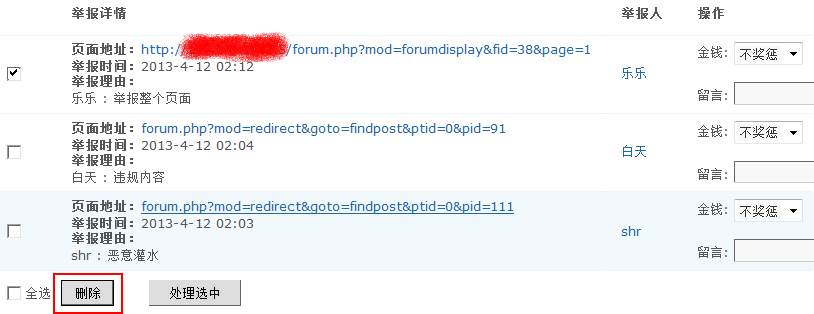 举报详情 举报人 操作
页面地址： http:/ /forum.php?mod=forumdisplay&fid=38&page=1 金钱: 不奖惩
举报时间： 2013-4-12 02:12 乐乐
举报理由：
乐乐 : 举报整个页面 留言:
页面地址： forum.php?mod=redirect&goto=findpost&ptid=0&pid=91 金钱: 不奖惩
举报时间： 2013-4-12 02:04 白天
举报理由：
白天 : 违规内容 留言:
页面地址： forum.php?mod=redirect&goto=findpost&ptid=0&pid=111 金钱: 不奖惩
举报时间： 2013-4-12 02:03 shr
举报理由：
shr : 恶意灌水 留言:
全选 删除 处理选中